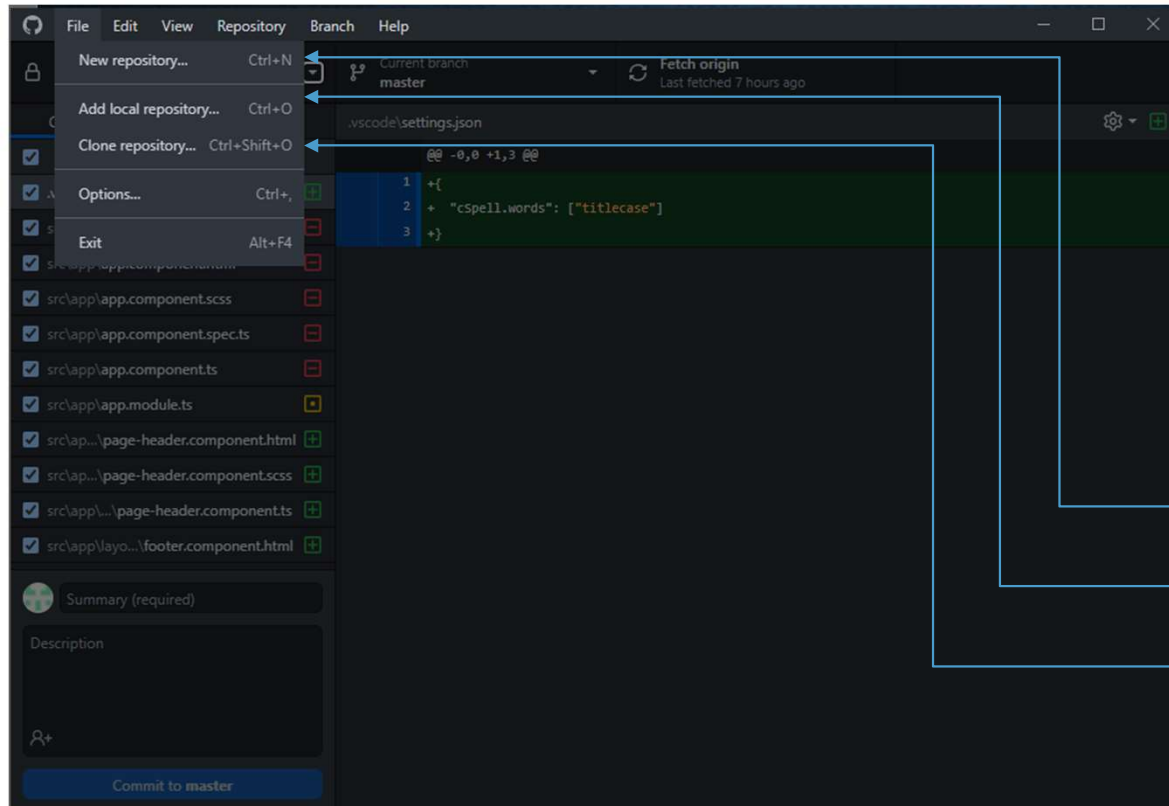 File Edit View Repository Branch Help
New repository... Ctrl+N
Add local repository... Ctrl+O
Clone repository... Ctrl+Shift+O
Options... Ctrl+,
Exit Alt+F4
Current branch
master
Fetch origin
Last fetched 7 hours ago
.vscode\settings.json
@@ -0,0 +1,3 @@
1 +{
2 + "cSpell.words": ["titlecase"]
3 +}
src\app\app.component.html
src\app\app.component.scss
src\app\app.component.spec.ts
src\app\app.component.ts
src\app\app.module.ts
src\ap...\page-header.component.html
src\ap...\page-header.component.scss
src\app\...\page-header.component.ts
src\app\layo...\footer.component.html
Summary (required)
Description
Commit to master